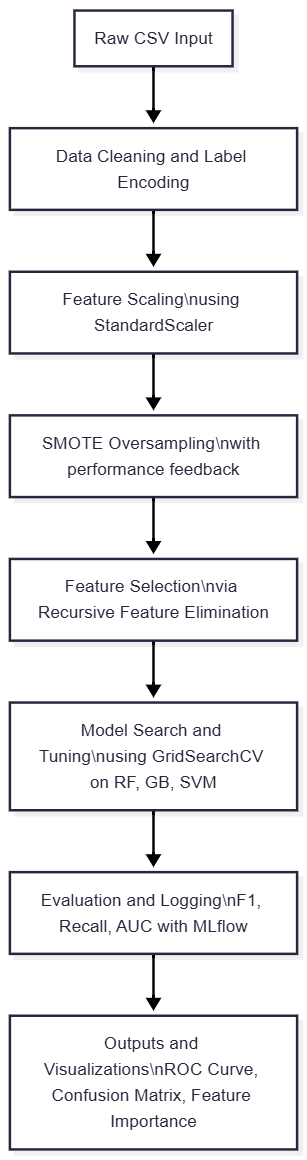 Raw CSV Input
Data Cleaning and Label
Encoding
Feature Scaling\nusing
StandardScaler
SMOTE Oversampling\nwith
performance feedback
Feature Selection\nvia
Recursive Feature Elimination
Model Search and
Tuning\nusing GridSearchCV
on RF, GB, SVM
Evaluation and Logging\nF1,
Recall, AUC with MLflow
Outputs and
Visualizations\nROC Curve,
Confusion Matrix, Feature
Importance